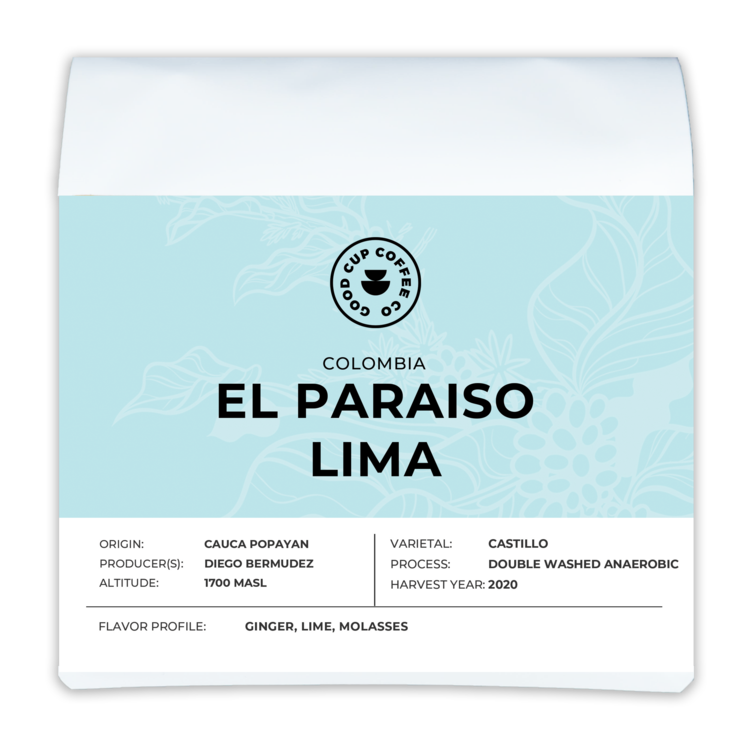 GOOD CUP COFFEE CO
COLOMBIA
EL PARAISO
LIMA
ORIGIN: CAUCA POPAYAN
PRODUCER(S): DIEGO BERMUDEZ
ALTITUDE: 1700 MASL
VARIETAL: CASTILLO
PROCESS: DOUBLE WASHED ANAEROBIC
HARVEST YEAR: 2020
FLAVOR PROFILE: GINGER, LIME, MOLASSES